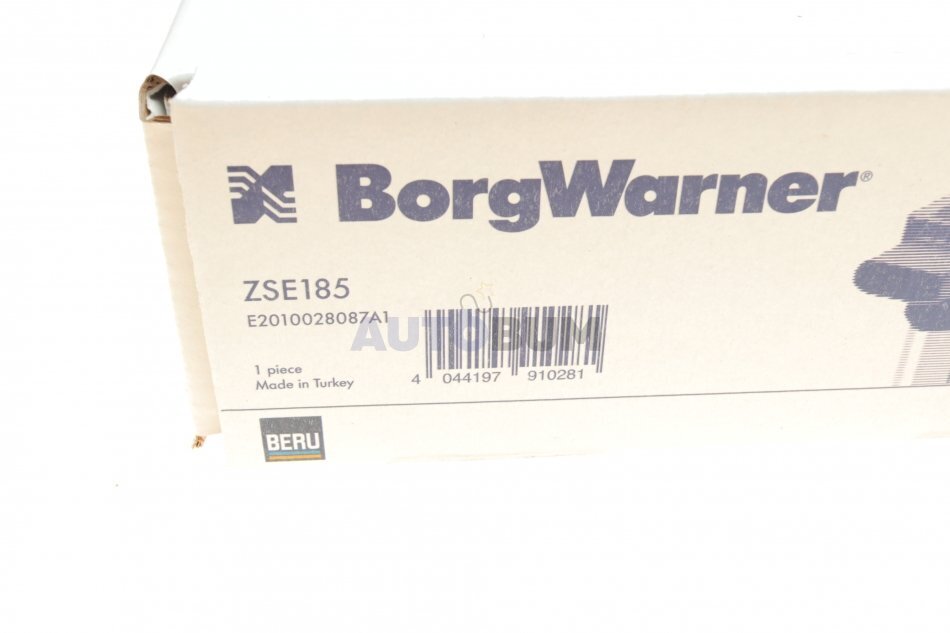 BorgWarner®
ZSE185
E2010028087A1
AUTOBUM
1 piece
Made in Turkey
4 044197 910281
BERU